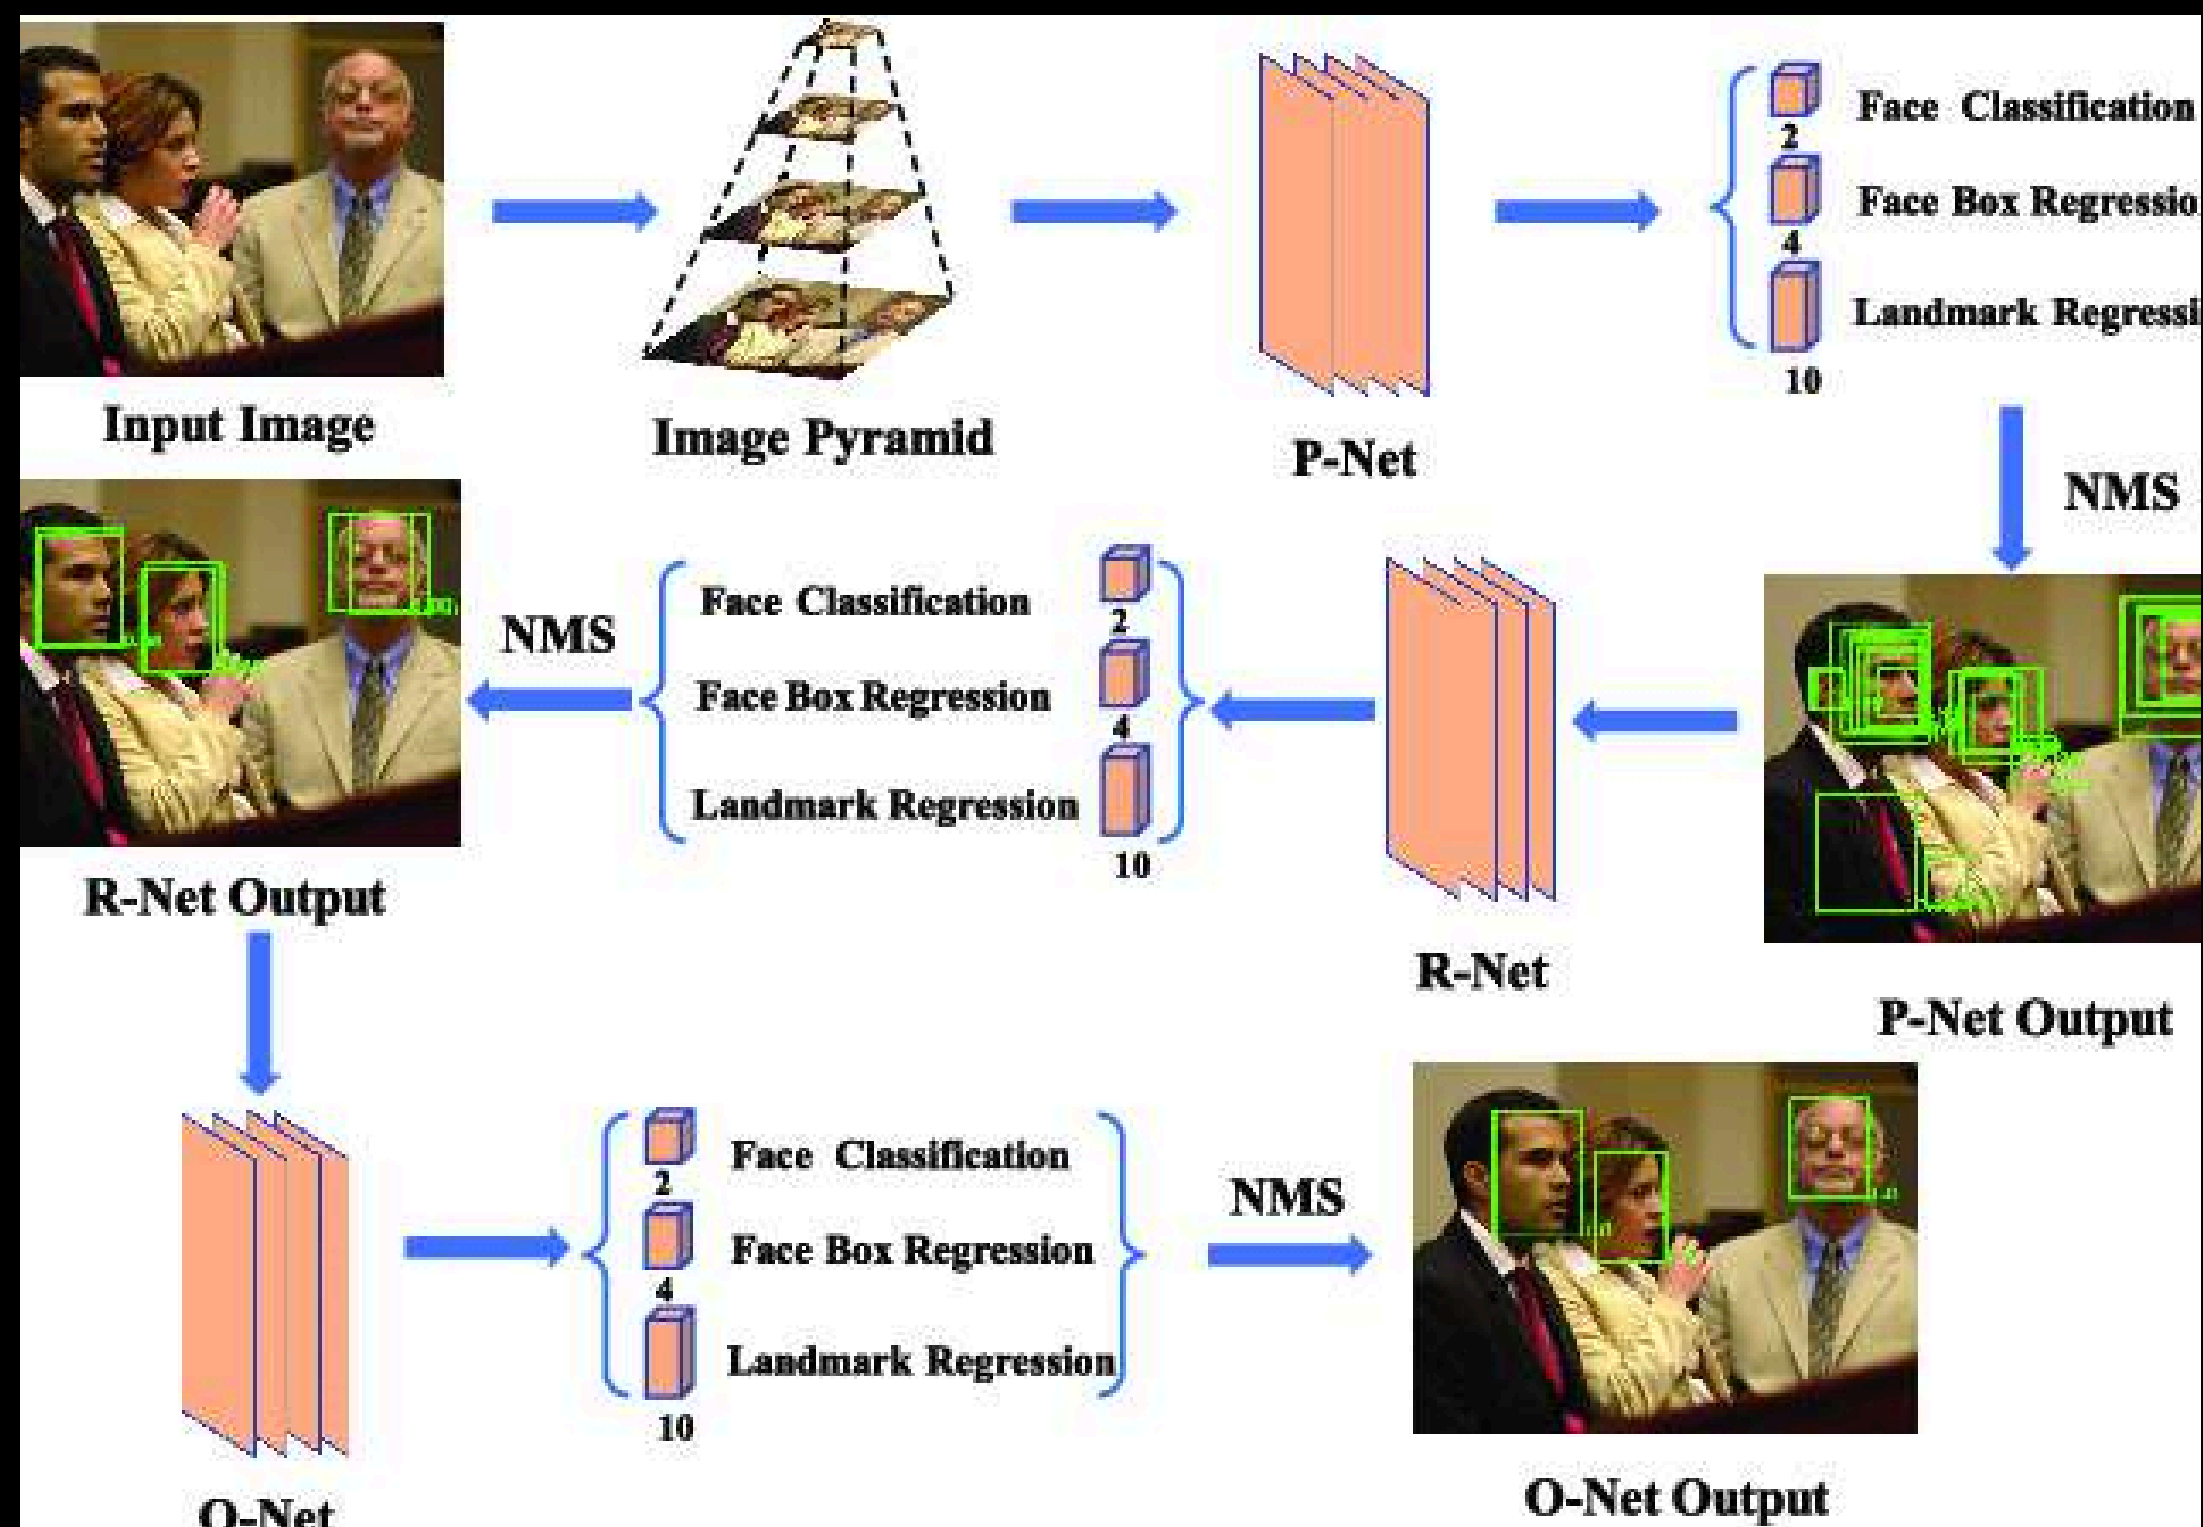 Face Classification
2
Face Box Regressio
4
Landmark Regressi
10
Input Image
Image Pyramid
P-Net
NMS
Face Classification
2
NMS
Face Box Regression
4
Landmark Regression
10
R-Net Output
R-Net
P-Net Output
Face Classification
2
NMS
Face Box Regression
4
Landmark Regression
10
O-Net
O-Net Output